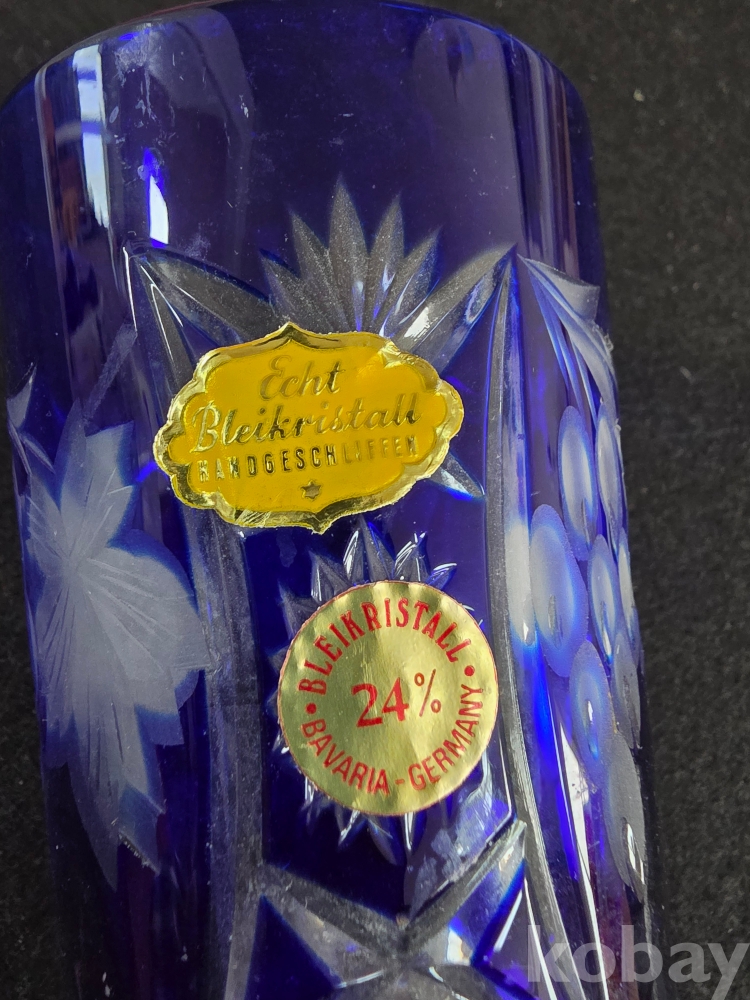 Echt
Bleikristall
HANDGESCHLIFFEN
• BLEIKRISTALL •
24%
BAVARIA - GERMANY
kobay